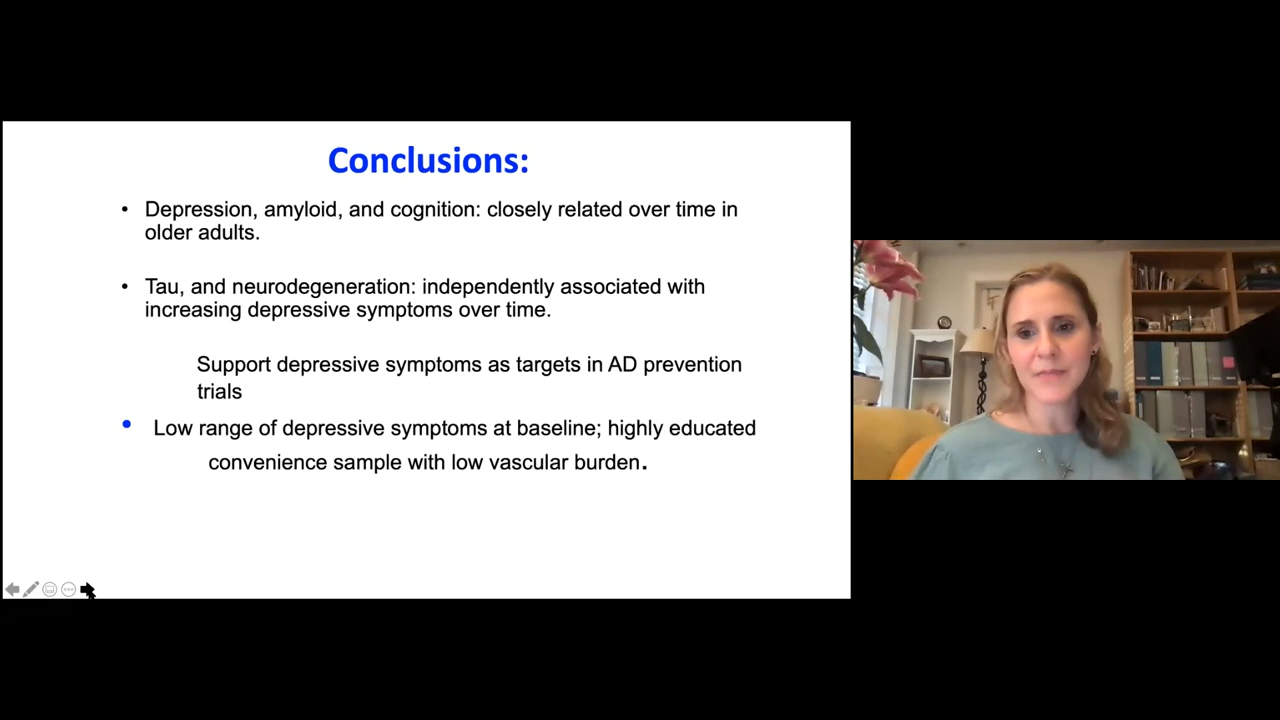 Conclusions:
• Depression, amyloid, and cognition: closely related over time in
older adults.
• Tau, and neurodegeneration: independently associated with
increasing depressive symptoms over time.
Support depressive symptoms as targets in AD prevention
trials
• Low range of depressive symptoms at baseline; highly educated
convenience sample with low vascular burden.